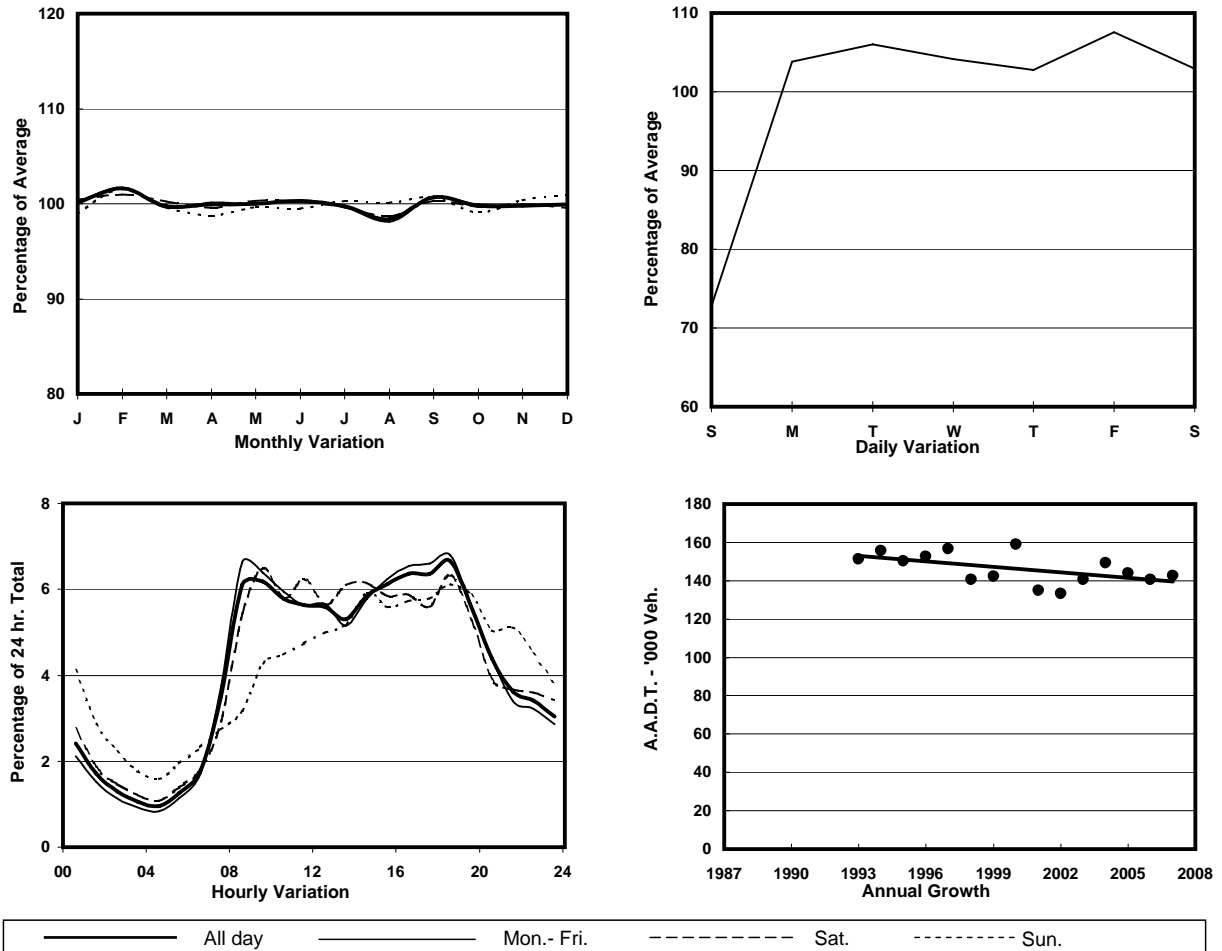 120
110
100
90
80
Percentage of Average
J F M A M J J A S O N D
Monthly Variation
110
100
90
80
70
60
Percentage of Average
S M T W T F S
Daily Variation
8
6
4
2
0
Percentage of 24 hr. Total
00 04 08 12 16 20 24
Hourly Variation
180
160
140
120
100
80
60
40
20
0
A.A.D.T. - '000 Veh.
1987 1990 1993 1996 1999 2002 2005 2008
Annual Growth
All day Mon.- Fri. Sat. Sun.